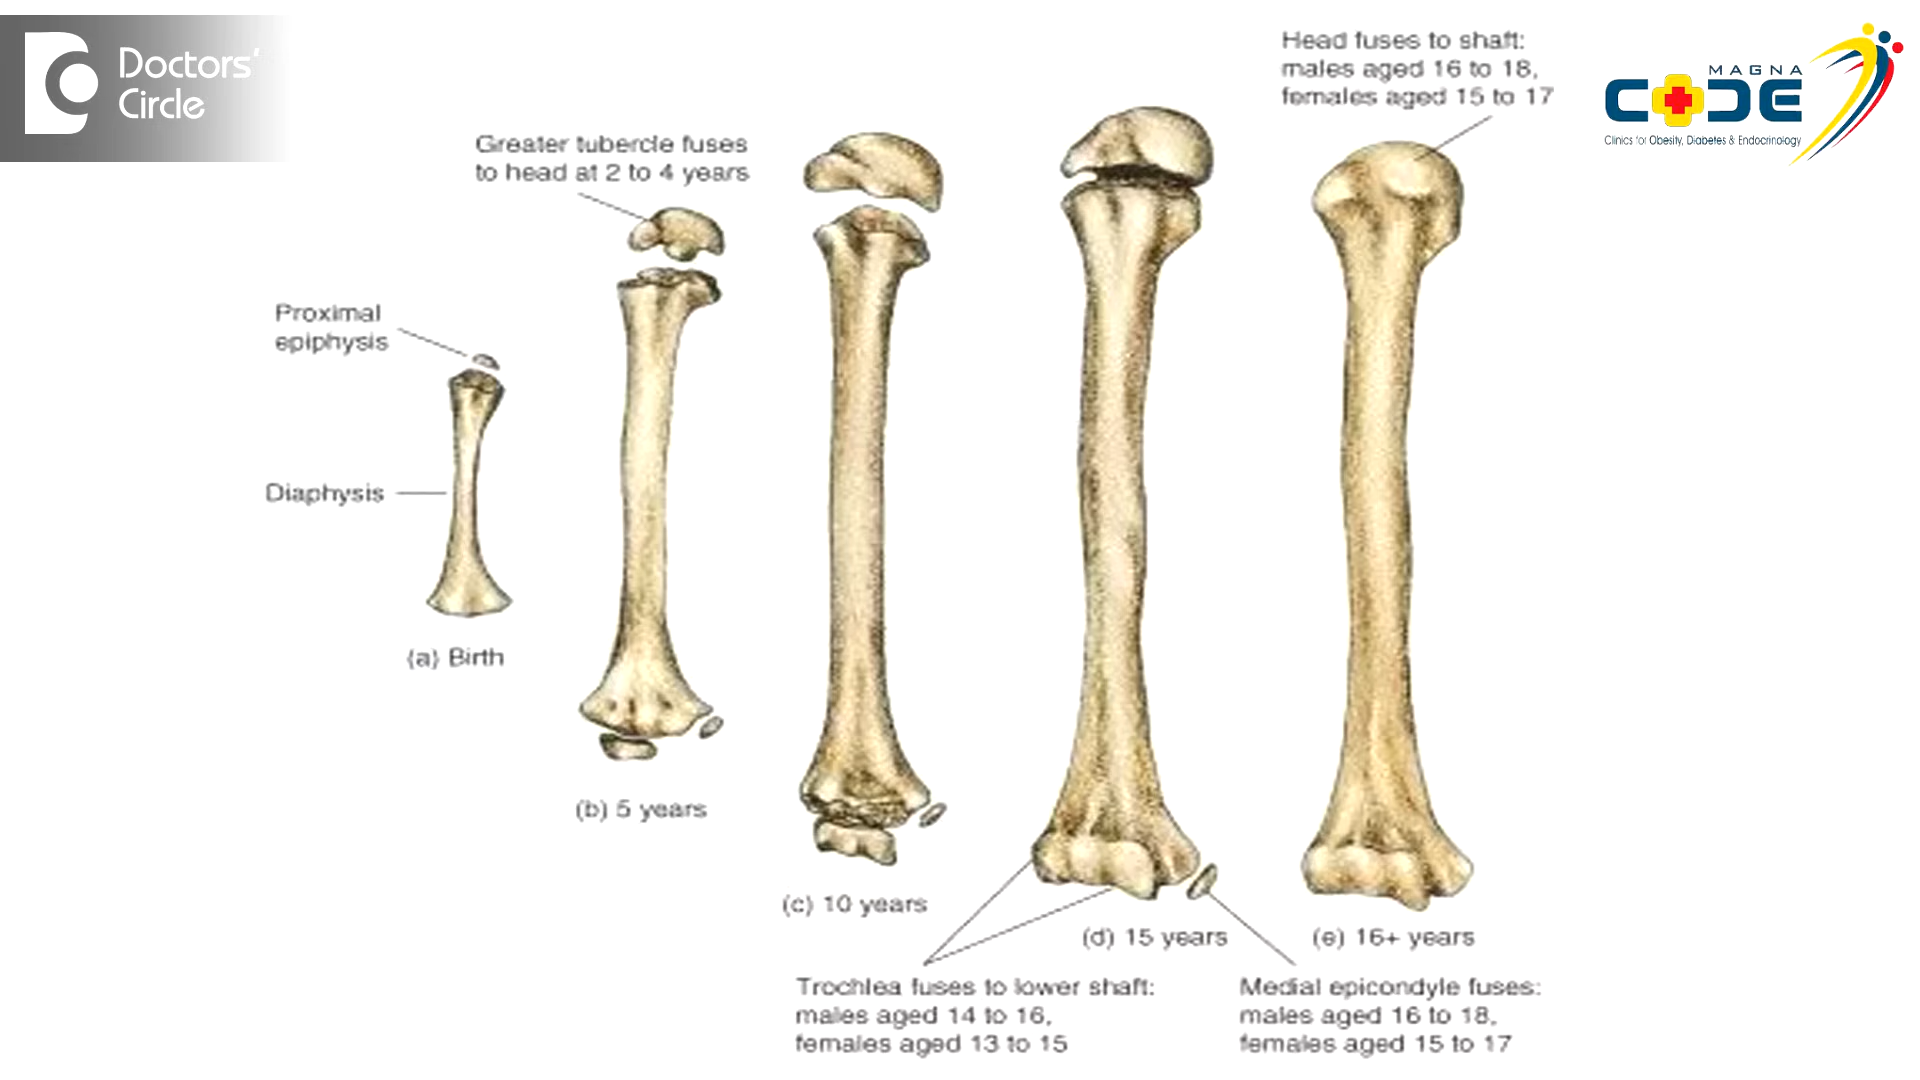 Doctors'
Circle
MAGNA
CODE
Clinics for Obesity, Diabetes & Endocrinology
Head fuses to shaft:
males aged 16 to 18,
females aged 15 to 17
Greater tubercle fuses
to head at 2 to 4 years
Proximal
epiphysis
Diaphysis
(a) Birth
(b) 5 years
(c) 10 years
(d) 15 years
(e) 16+ years
Trochlea fuses to lower shaft:
males aged 14 to 16,
females aged 13 to 15
Medial epicondyle fuses:
males aged 16 to 18,
females aged 15 to 17